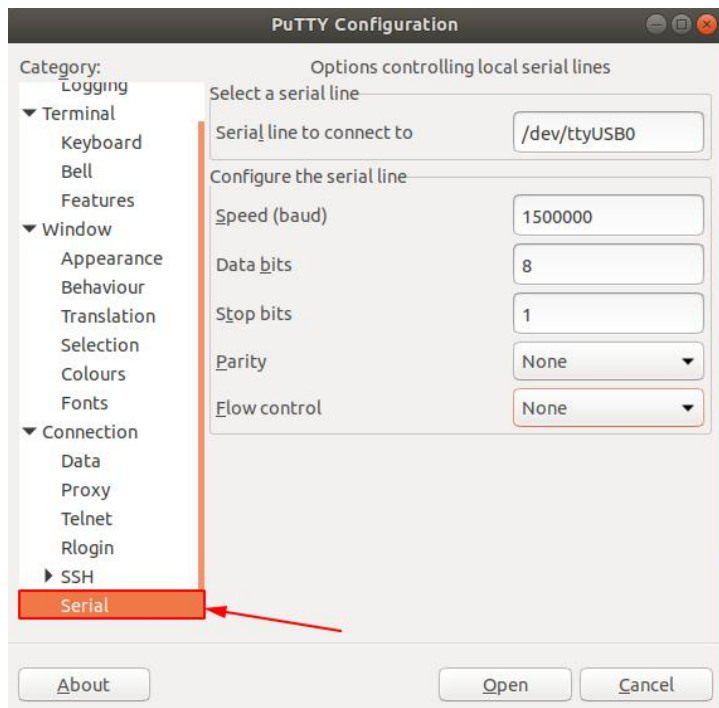 PuTTY Configuration
Category:
Logging
Terminal
Keyboard
Bell
Features
Window
Appearance
Behaviour
Translation
Selection
Colours
Fonts
Connection
Data
Proxy
Telnet
Rlogin
SSH
Serial
Options controlling local serial lines
Select a serial line
Serial line to connect to /dev/ttyUSB0
Configure the serial line
Speed (baud) 1500000
Data bits 8
Stop bits 1
Parity None
Flow control None
About Open Cancel